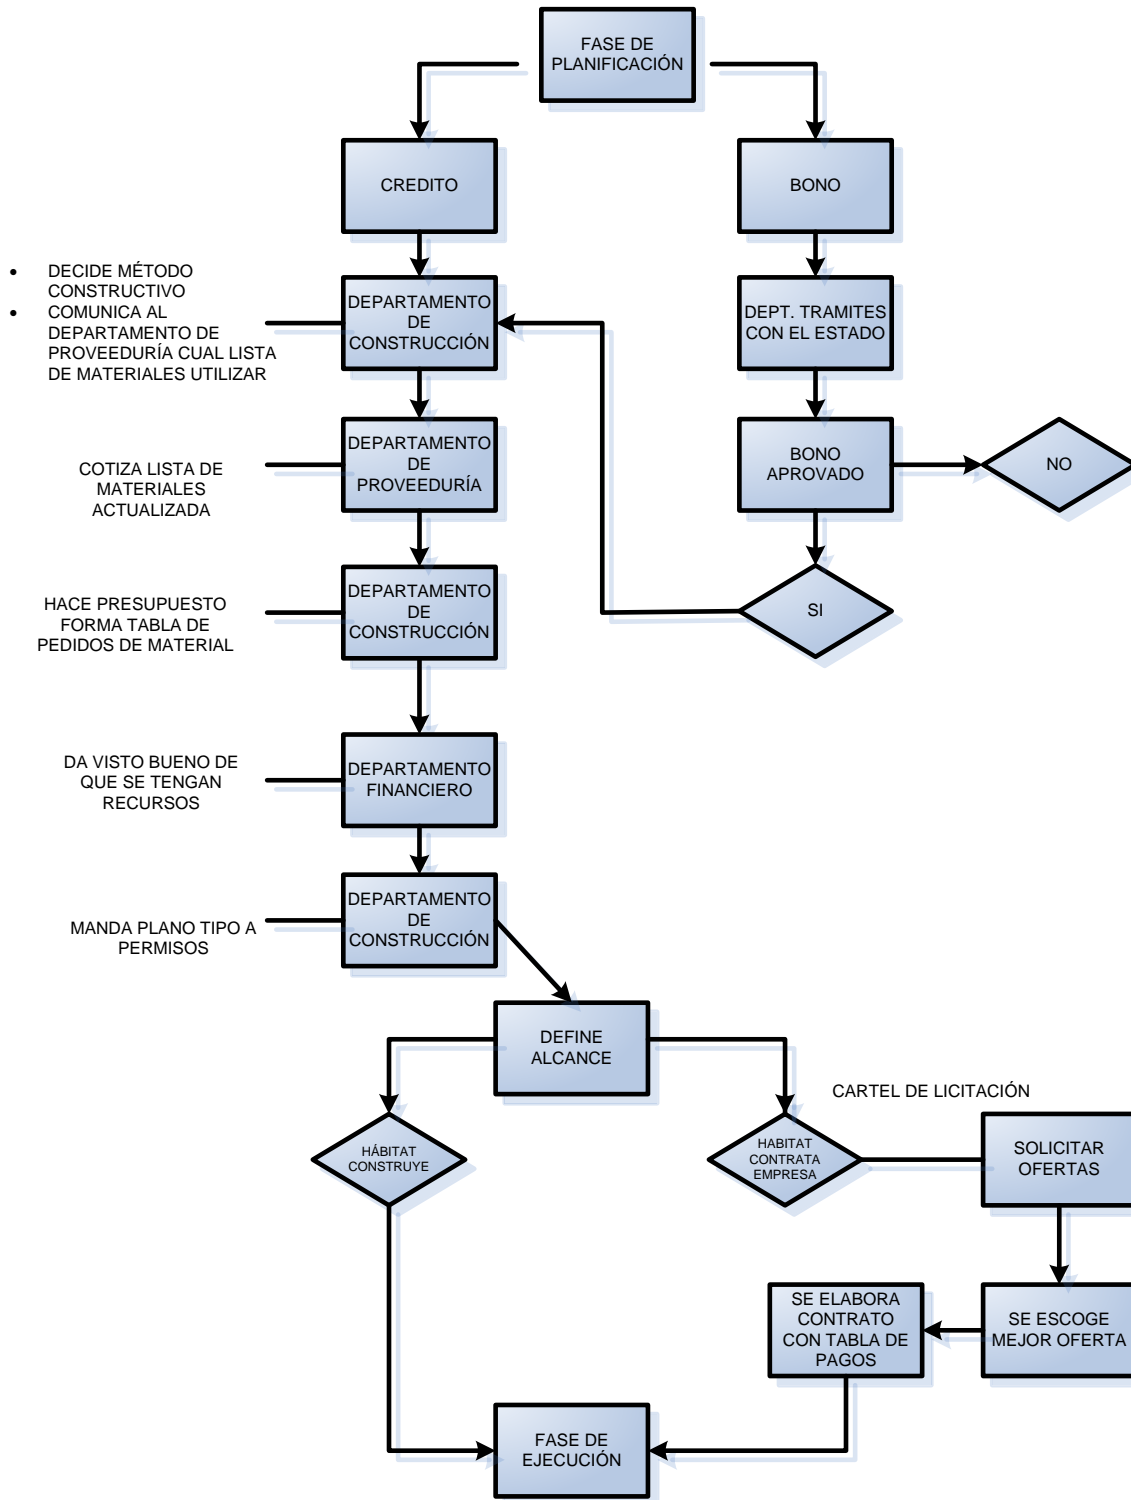 FASE DE
PLANIFICACIÓN
CREDITO
BONO
• DECIDE MÉTODO
CONSTRUCTIVO
• COMUNICA AL
DEPARTAMENTO DE
PROVEEDURÍA CUAL LISTA
DE MATERIALES UTILIZAR
DEPARTAMENTO
DE
CONSTRUCCIÓN
DEPT. TRAMITES
CON EL ESTADO
COTIZA LISTA DE
MATERIALES
ACTUALIZADA
DEPARTAMENTO
DE
PROVEEDURÍA
BONO
APROVADO
NO
HACE PRESUPUESTO
FORMA TABLA DE
PEDIDOS DE MATERIAL
DEPARTAMENTO
DE
CONSTRUCCIÓN
SI
DA VISTO BUENO DE
QUE SE TENGAN
RECURSOS
DEPARTAMENTO
FINANCIERO
MANDA PLANO TIPO A
PERMISOS
DEPARTAMENTO
DE
CONSTRUCCIÓN
DEFINE
ALCANCE
CARTEL DE LICITACIÓN
HÁBITAT
CONSTRUYE
HABITAT
CONTRATA
EMPRESA
SOLICITAR
OFERTAS
SE ELABORA
CONTRATO
CON TABLA DE
PAGOS
SE ESCOGE
MEJOR OFERTA
FASE DE
EJECUCIÓN